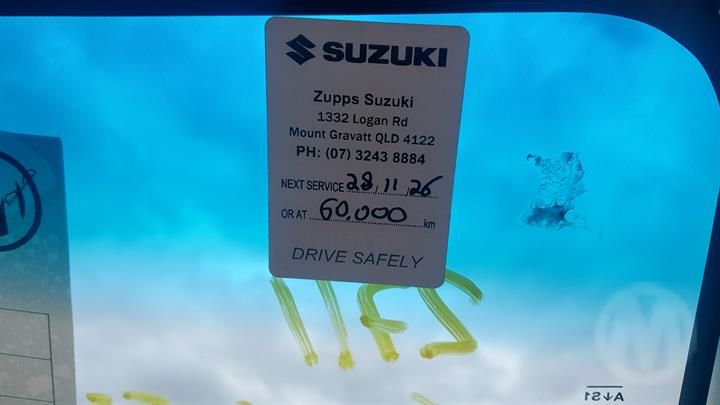 SUZUKI
Zupps Suzuki
1332 Logan Rd
Mount Gravatt QLD 4122
PH: (07) 3243 8884
NEXT SERVICE 28/11/26
OR AT 60,000 km
DRIVE SAFELY
M
A↓S1